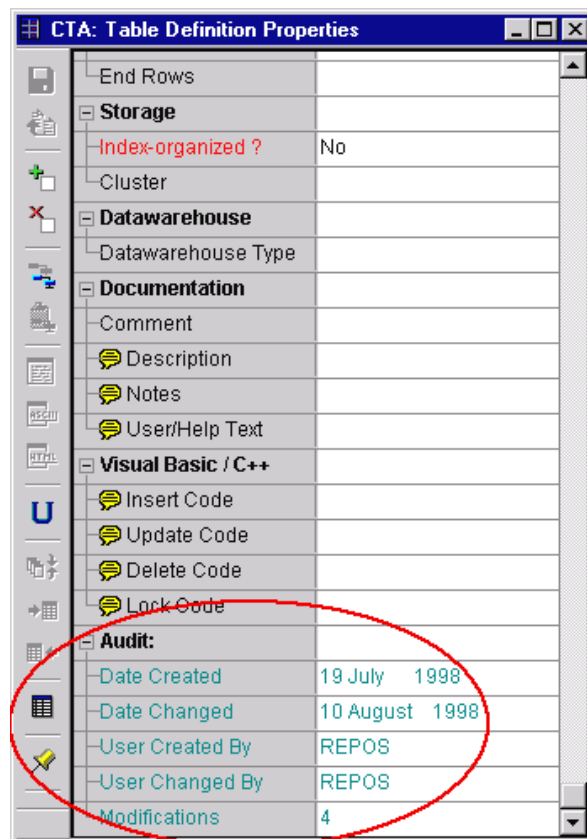 CTA: Table Definition Properties
End Rows
Storage
Index-organized ? No
Cluster
Datawarehouse
Datawarehouse Type
Documentation
Comment
Description
Notes
User/Help Text
Visual Basic / C++
Insert Code
Update Code
Delete Code
Lock Code
Audit:
Date Created 19 July 1998
Date Changed 10 August 1998
User Created By REPOS
User Changed By REPOS
Modifications 4
ASCII
HTML
U